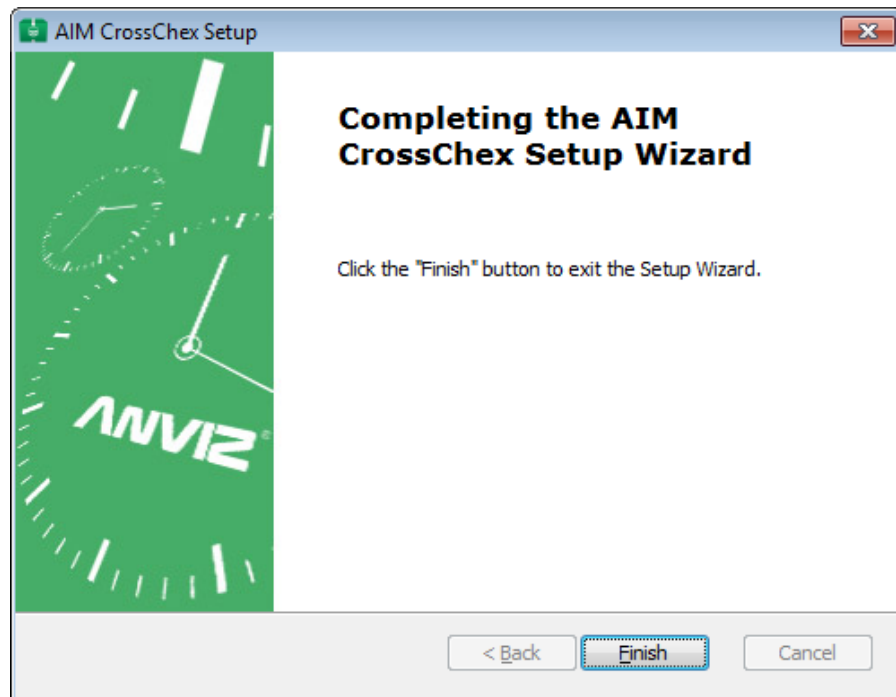 AIM CrossChex Setup
Completing the AIM
CrossChex Setup Wizard
Click the "Finish" button to exit the Setup Wizard.
ANVIZ®
< Back
Finish
Cancel